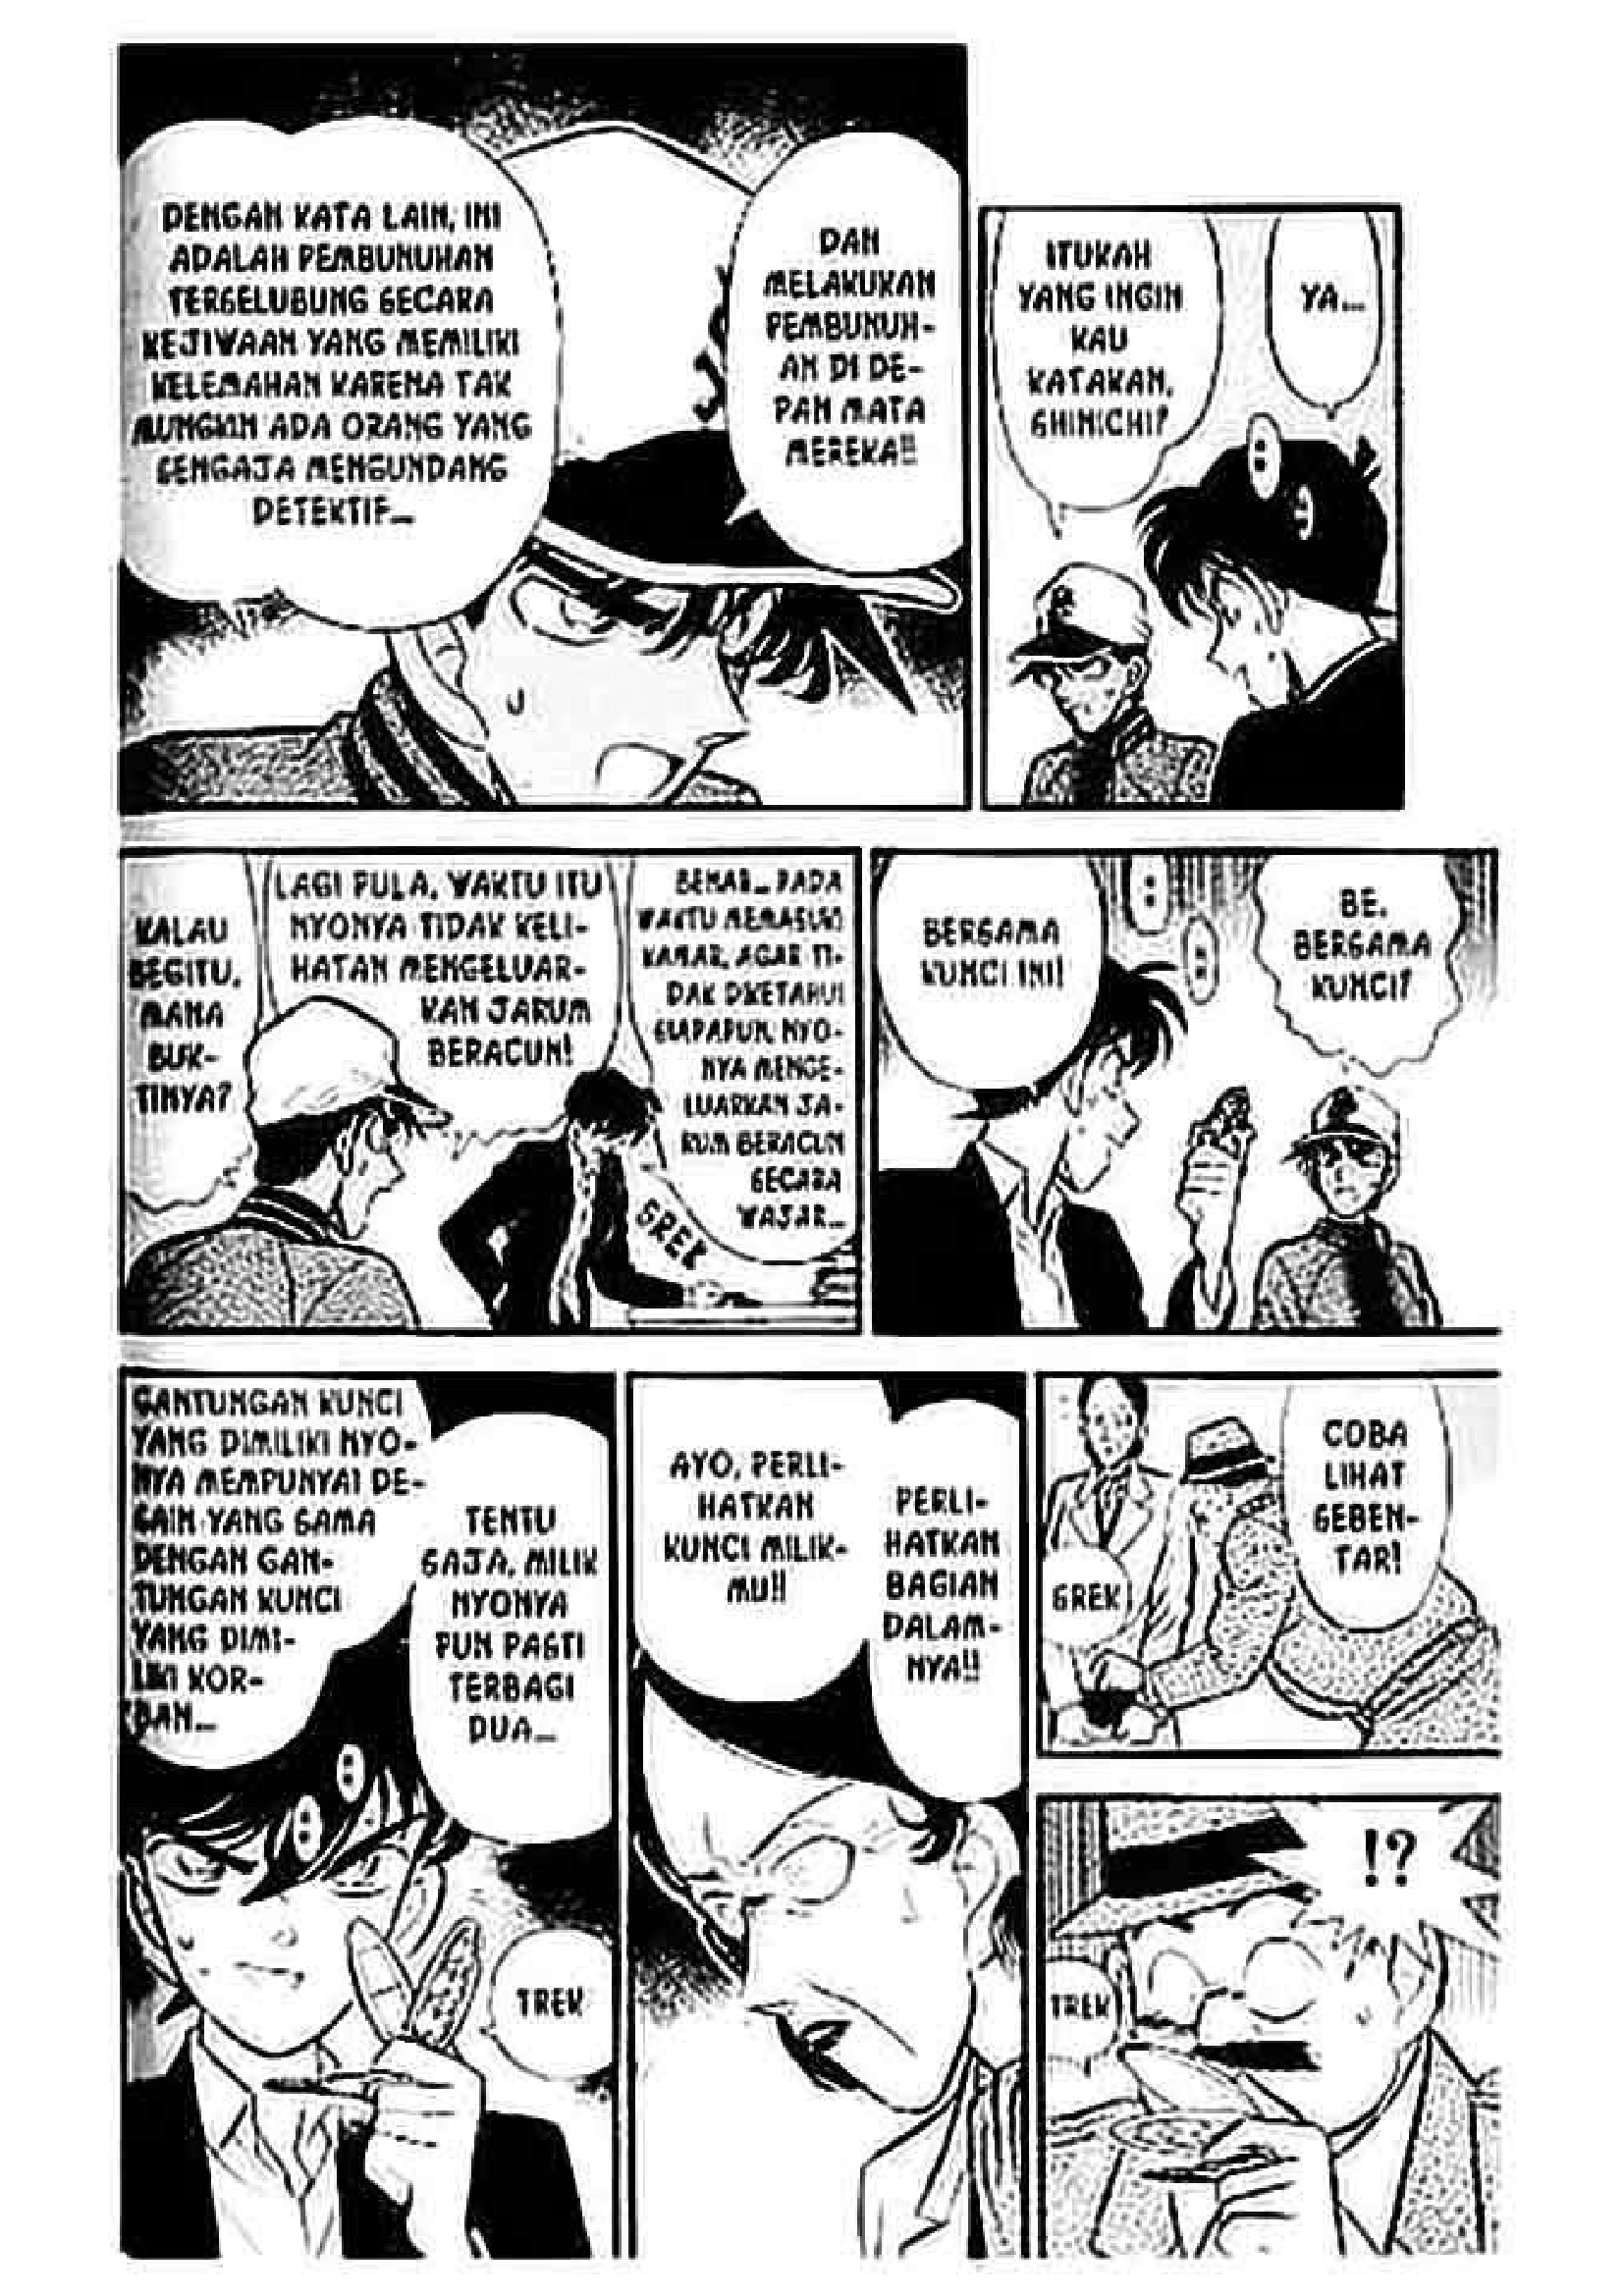 YA...
ITUKAH
YANG INGIN
KAU
KATAKAN,
SHINICHI?
DAN
MELAKUKAN
PEMBUNUH-
AN DI DE-
PAN MATA
MEREKA!!
DENGAN KATA LAIN, INI
ADALAH PEMBUNUHAN
TERSELUBUNG SECARA
KEJIWAAN YANG MEMILIKI
KELEMAHAN KARENA TAK
MUNGKIN ADA ORANG YANG
SENGAJA MENGUNDANG
DETEKTIF...
BE,
BERSAMA
KUNCI?
BERSAMA
KUNCI INI!
BENAR... PADA
WAKTU MEMASUKI
KAMAR, AGAR TI-
DAK DIKETAHUI
SIAPAPUN, NYO-
NYA MENGE-
LUARKAN JA-
RUM BERACUN
SECARA
WAJAR...
GREK
LAGI PULA, WAKTU ITU
NYONYA TIDAK KELI-
HATAN MENGELUAR-
KAN JARUM
BERACUN!
KALAU
BEGITU,
MANA
BUK-
TINYA?
COBA
LIHAT
SEBEN-
TAR!
GREK
!?
TREK
PERLI-
HATKAN
BAGIAN
DALAM-
NYA!!
AYO, PERLI-
HATKAN
KUNCI MILIK-
MU!!
TENTU
SAJA, MILIK
NYONYA
PUN PASTI
TERBAGI
DUA...
GANTUNGAN KUNCI
YANG DIMILIKI NYO-
NYA MEMPUNYAI DE-
SAIN YANG SAMA
DENGAN GAN-
TUNGAN KUNCI
YANG DIMI-
LIKI KOR-
BAN...
TREK